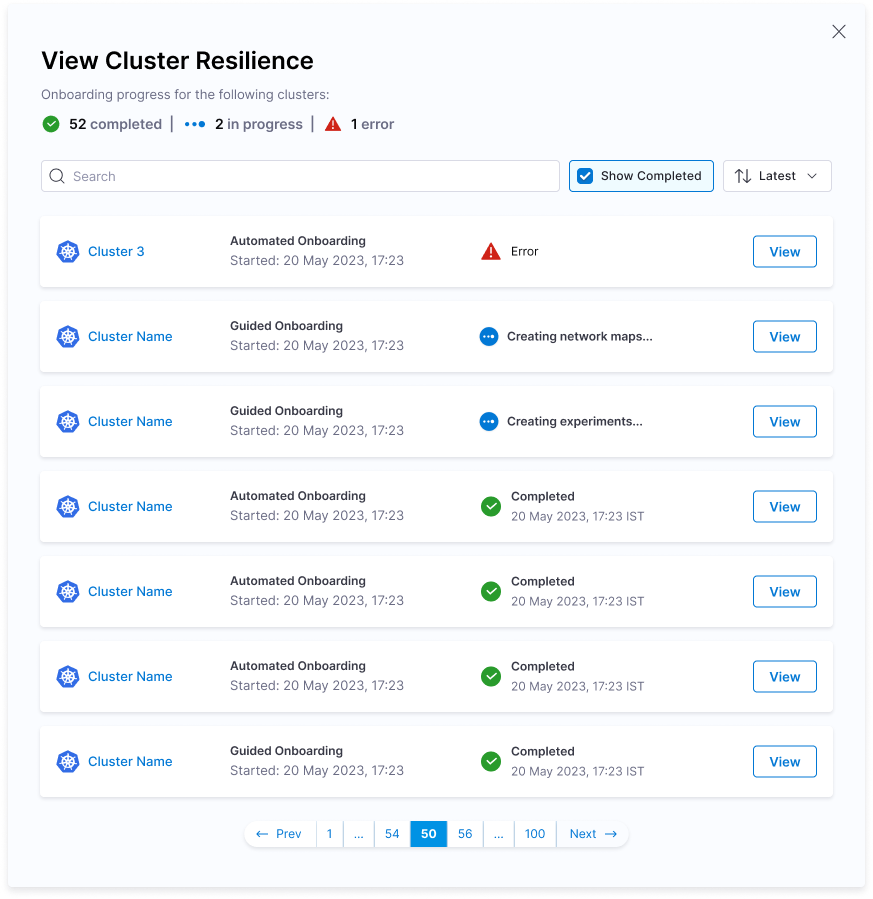 View Cluster Resilience
Onboarding progress for the following clusters:
52 completed | 2 in progress | 1 error
Search
Show Completed
Latest
Cluster 3
Automated Onboarding
Started: 20 May 2023, 17:23
Error
View
Cluster Name
Guided Onboarding
Started: 20 May 2023, 17:23
Creating network maps...
View
Cluster Name
Guided Onboarding
Started: 20 May 2023, 17:23
Creating experiments...
View
Cluster Name
Automated Onboarding
Started: 20 May 2023, 17:23
Completed
20 May 2023, 17:23 IST
View
Cluster Name
Automated Onboarding
Started: 20 May 2023, 17:23
Completed
20 May 2023, 17:23 IST
View
Cluster Name
Automated Onboarding
Started: 20 May 2023, 17:23
Completed
20 May 2023, 17:23 IST
View
Cluster Name
Guided Onboarding
Started: 20 May 2023, 17:23
Completed
20 May 2023, 17:23 IST
View
← Prev 1 ... 54 50 56 ... 100 Next →